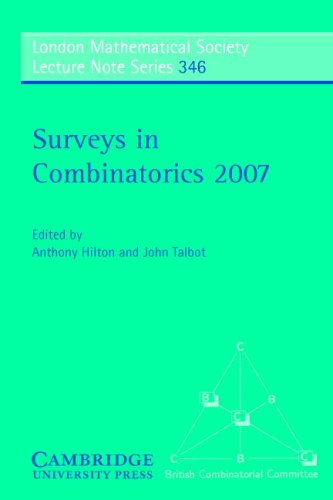 London Mathematical Society
Lecture Note Series 346
Surveys in
Combinatorics 2007
Edited by
Anthony Hilton and John Talbot
C
B
B
C
C
B
C
CAMBRIDGE
UNIVERSITY PRESS
British Combinatorial Committee